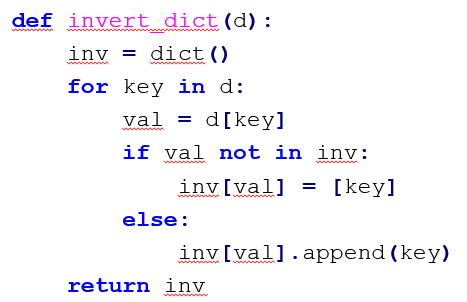 def invert_dict(d):
    inv = dict()
    for key in d:
        val = d[key]
        if val not in inv:
            inv[val] = [key]
        else:
            inv[val].append(key)
    return inv